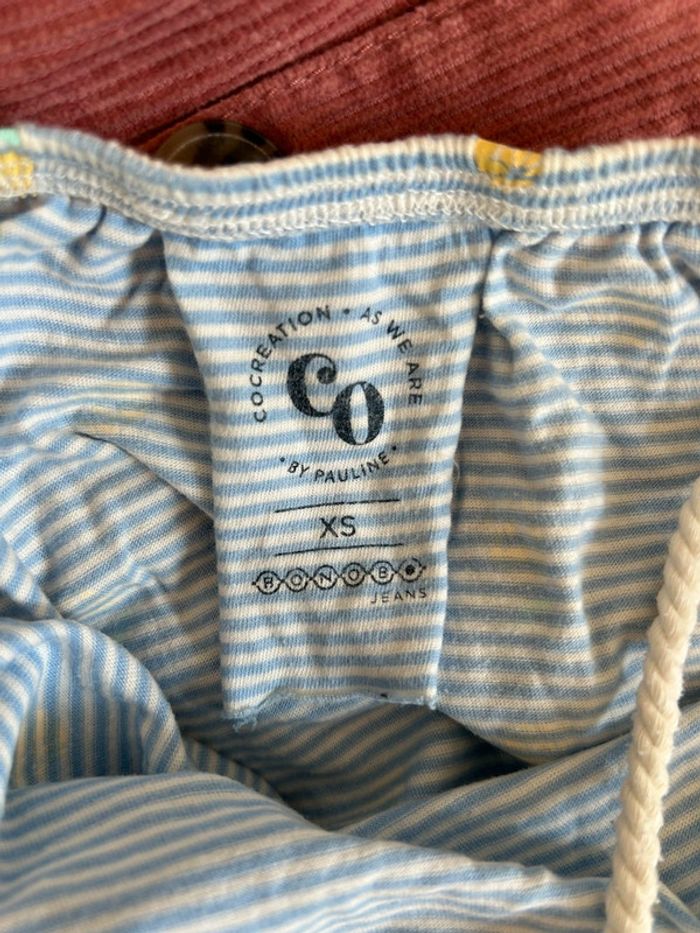 COCREATION • AS WE ARE
co
• BY PAULINE •
XS
BONOBO
JEANS